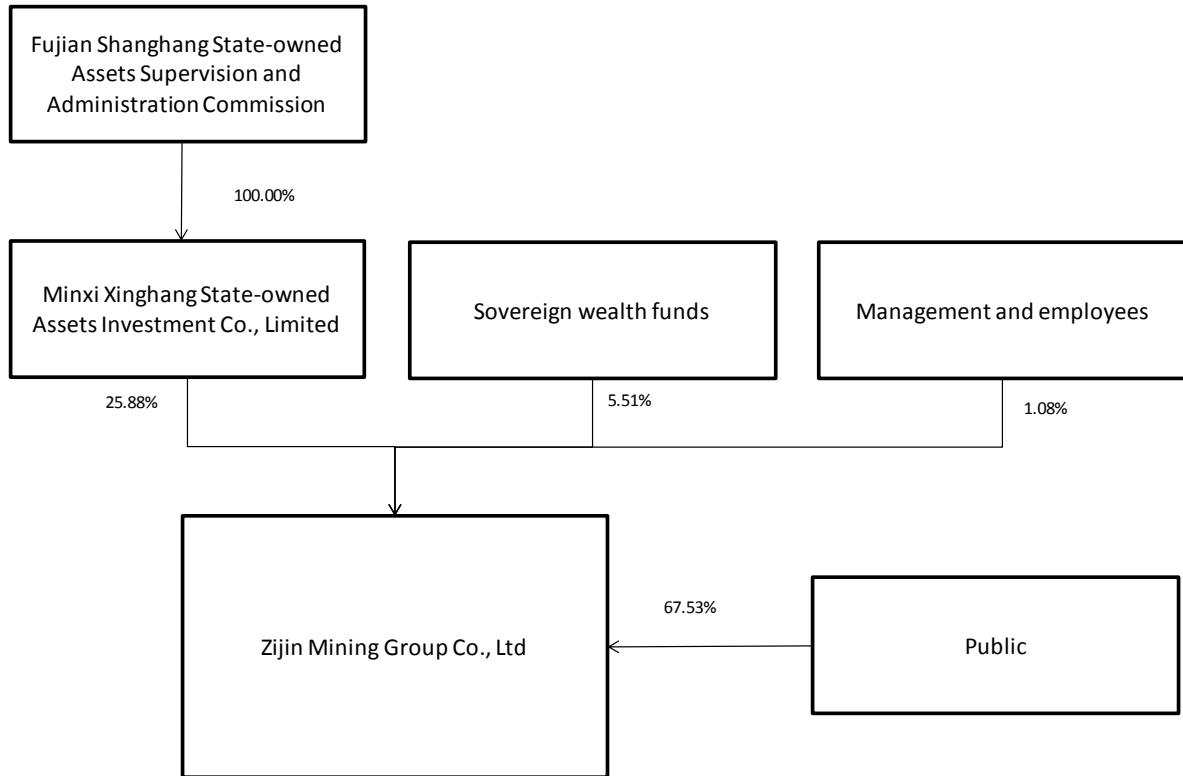 Fujian Shanghang State-owned
Assets Supervision and
Administration Commission
100.00%
Minxi Xinghang State-owned
Assets Investment Co., Limited
Sovereign wealth funds
Management and employees
25.88%
5.51%
1.08%
67.53%
Zijin Mining Group Co., Ltd
Public